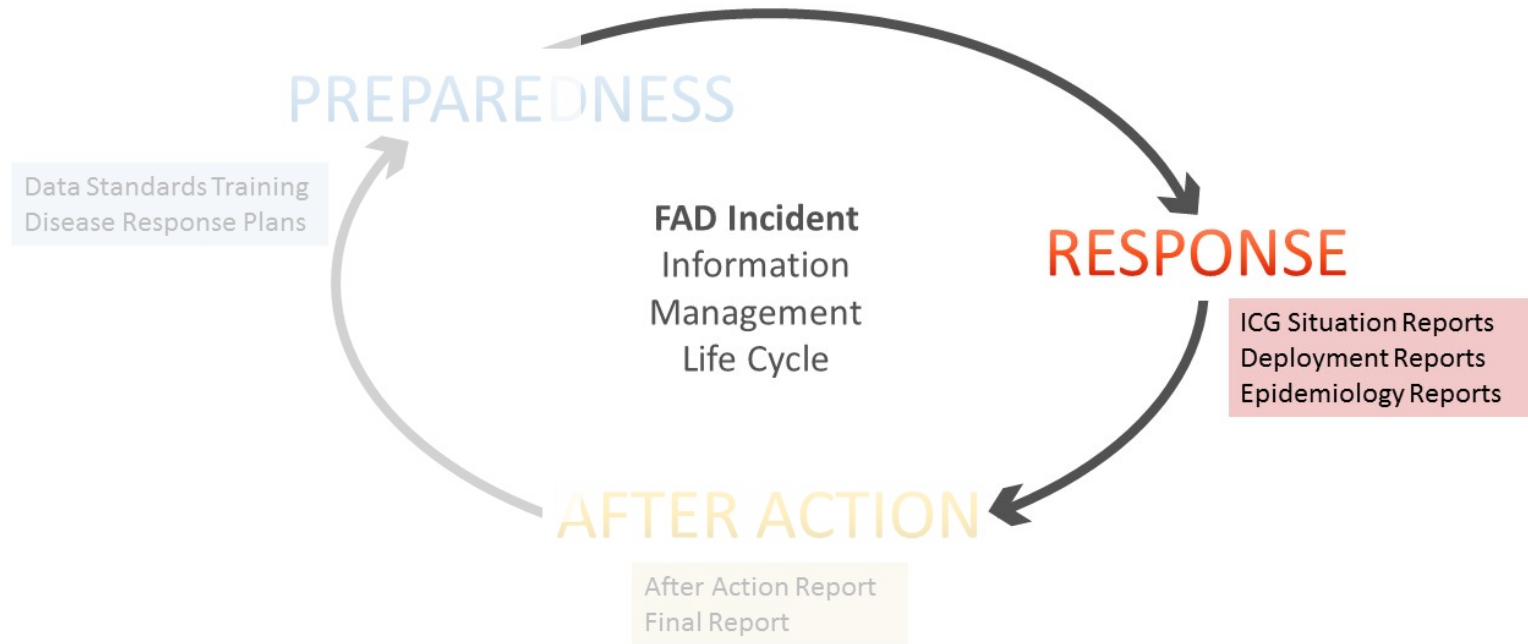 PREPAREDNESS
Data Standards Training
Disease Response Plans
FAD Incident
Information
Management
Life Cycle
RESPONSE
ICG Situation Reports
Deployment Reports
Epidemiology Reports
AFTER ACTION
After Action Report
Final Report